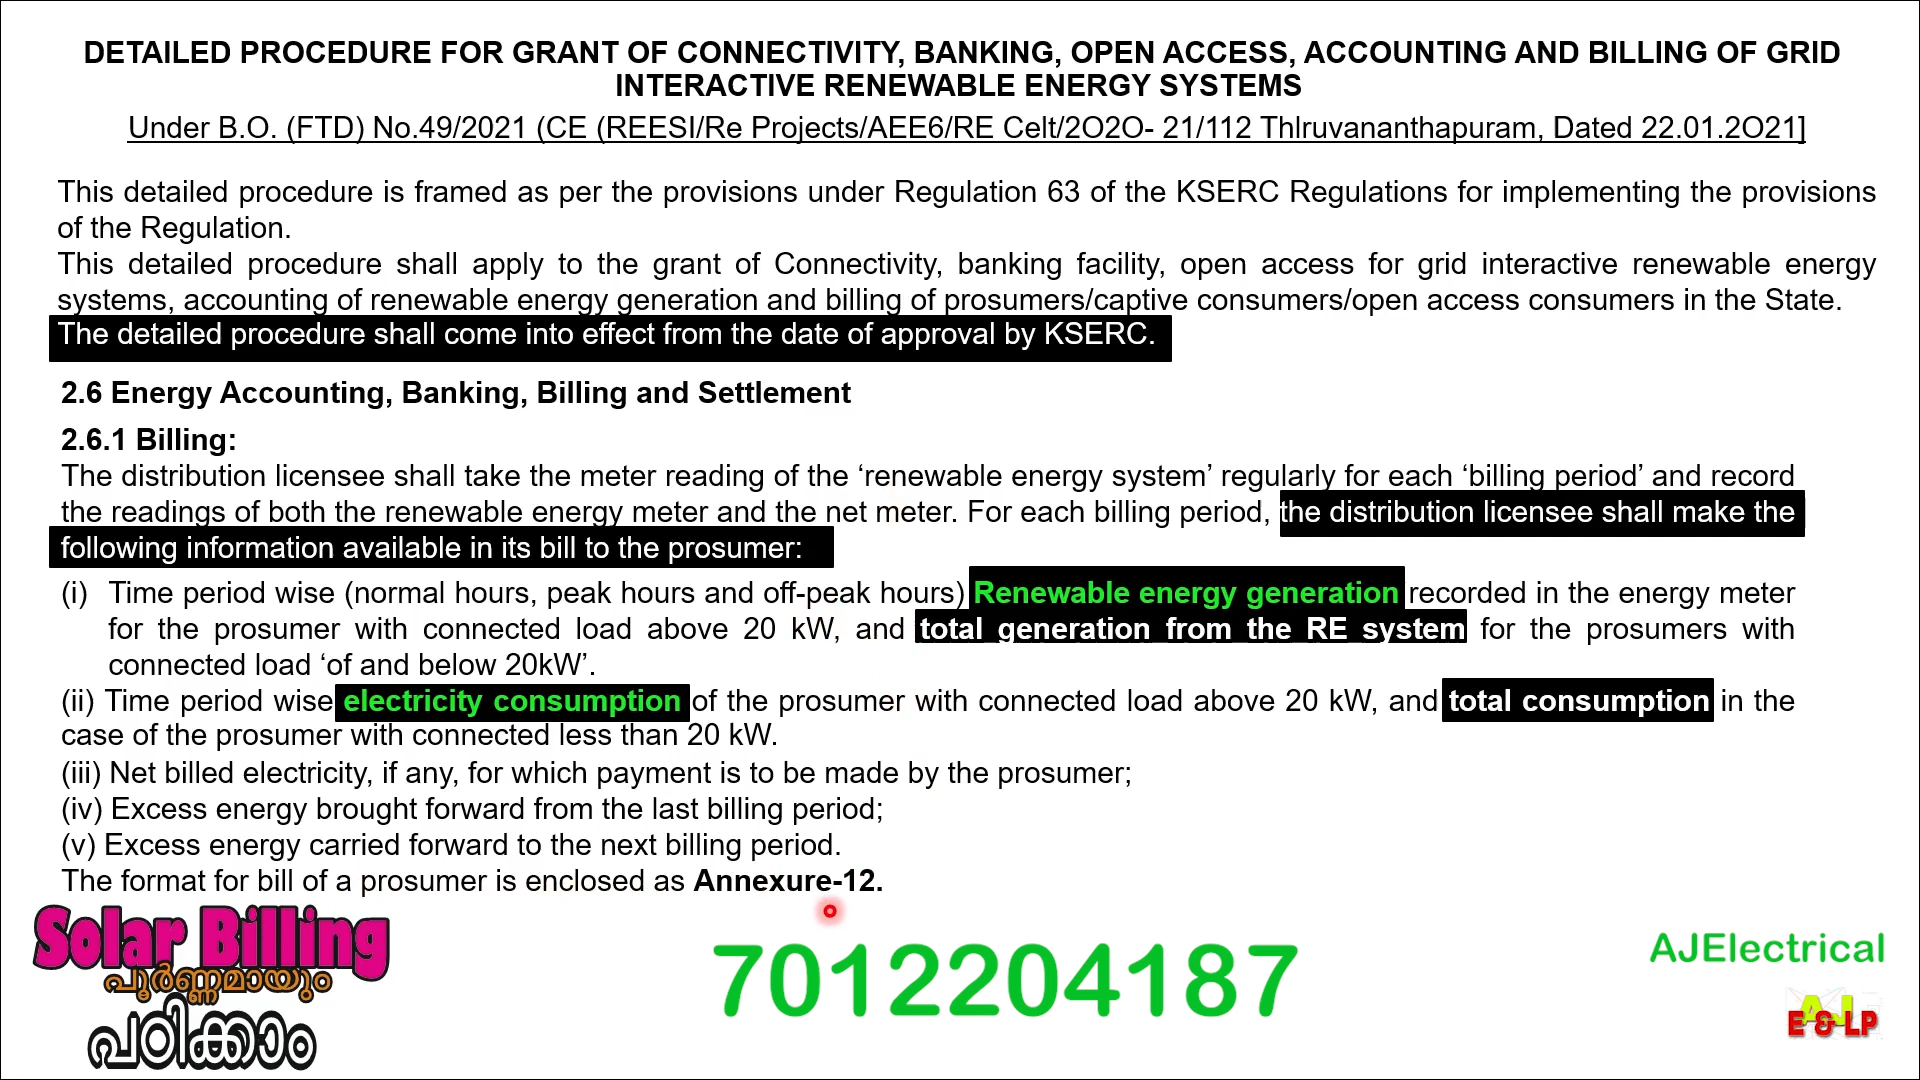 DETAILED PROCEDURE FOR GRANT OF CONNECTIVITY, BANKING, OPEN ACCESS, ACCOUNTING AND BILLING OF GRID
INTERACTIVE RENEWABLE ENERGY SYSTEMS
Under B.O. (FTD) No.49/2021 (CE (REESI/Re Projects/AEE6/RE Celt/2O2O- 21/112 Thlruvananthapuram, Dated 22.01.2O21]
This detailed procedure is framed as per the provisions under Regulation 63 of the KSERC Regulations for implementing the provisions
of the Regulation.
This detailed procedure shall apply to the grant of Connectivity, banking facility, open access for grid interactive renewable energy
systems, accounting of renewable energy generation and billing of prosumers/captive consumers/open access consumers in the State.
The detailed procedure shall come into effect from the date of approval by KSERC.
2.6 Energy Accounting, Banking, Billing and Settlement
2.6.1 Billing:
The distribution licensee shall take the meter reading of the ‘renewable energy system’ regularly for each ‘billing period’ and record
the readings of both the renewable energy meter and the net meter. For each billing period, the distribution licensee shall make the
following information available in its bill to the prosumer:
(i) Time period wise (normal hours, peak hours and off-peak hours) Renewable energy generation recorded in the energy meter
for the prosumer with connected load above 20 kW, and total generation from the RE system for the prosumers with
connected load ‘of and below 20kW’.
(ii) Time period wise electricity consumption of the prosumer with connected load above 20 kW, and total consumption in the
case of the prosumer with connected less than 20 kW.
(iii) Net billed electricity, if any, for which payment is to be made by the prosumer;
(iv) Excess energy brought forward from the last billing period;
(v) Excess energy carried forward to the next billing period.
The format for bill of a prosumer is enclosed as Annexure-12.
Solar Billing
പൂർണ്ണമായും
പഠിക്കാം
7012204187
AJElectrical
AJ
E & LP